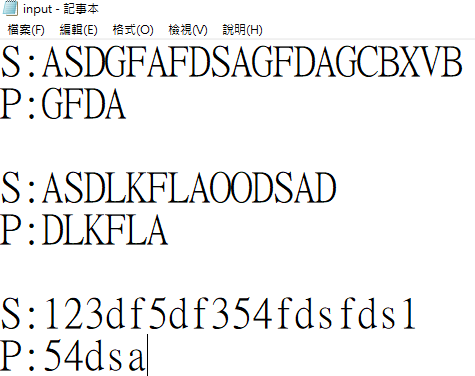 input - 記事本
檔案(F) 編輯(E) 格式(O) 檢視(V) 說明(H)
S:ASDGFAFDSAGFDAGCBXVB
P:GFDA
S:ASDLKFLAOODSAD
P:DLKFLA
S:123df5df354fdsfds1
P:54dsa